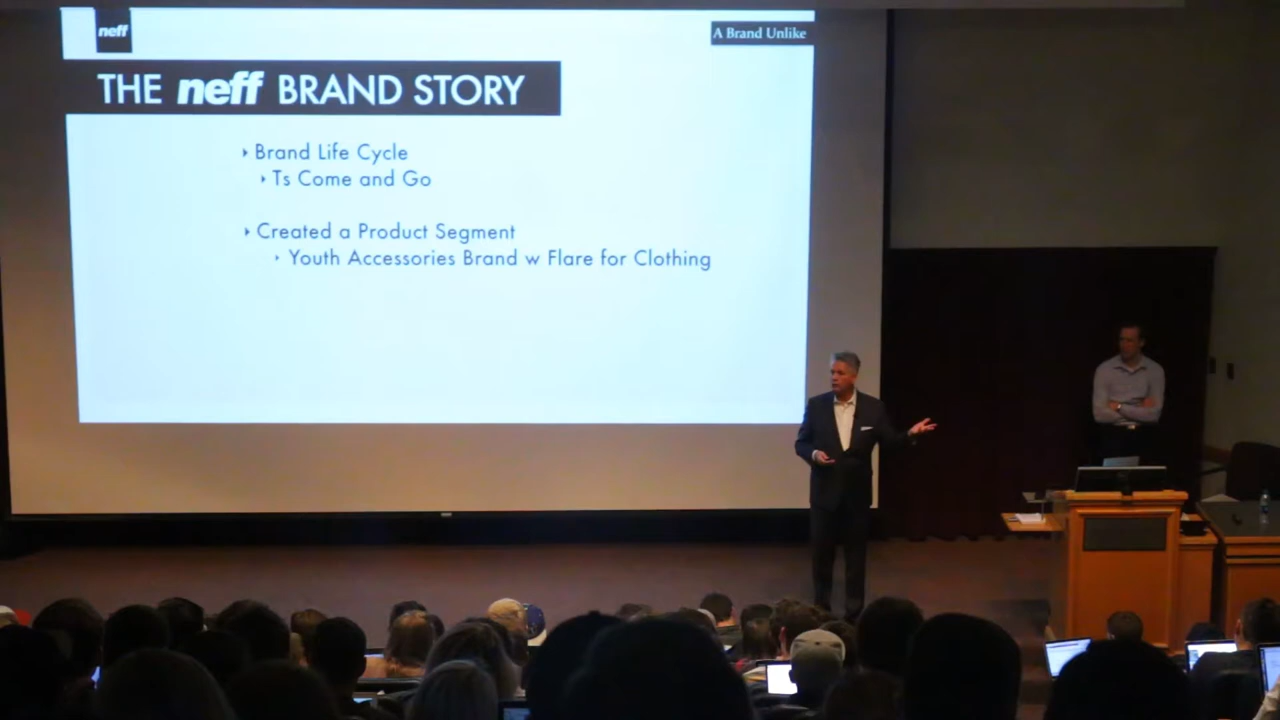 neff
A Brand Unlike
THE neff BRAND STORY
Brand Life Cycle
Ts Come and Go
Created a Product Segment
Youth Accessories Brand w Flare for Clothing